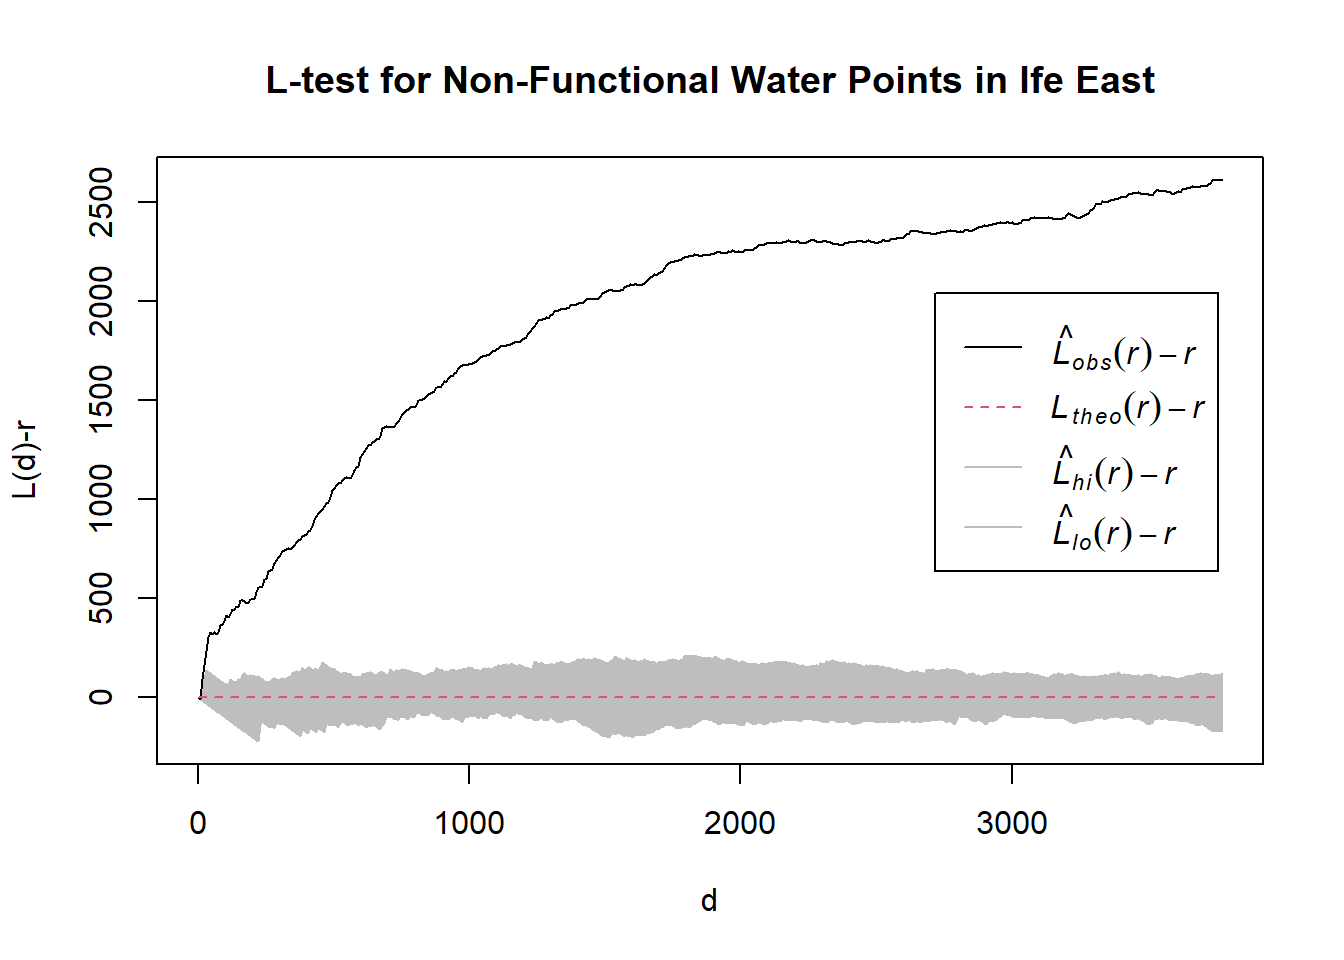 L-test for Non-Functional Water Points in Ife East
L(d)-r
2500
2000
1500
1000
500
0
L̂obs(r) − r
Ltheo(r) − r
L̂hi(r) − r
L̂lo(r) − r
0 1000 2000 3000
d